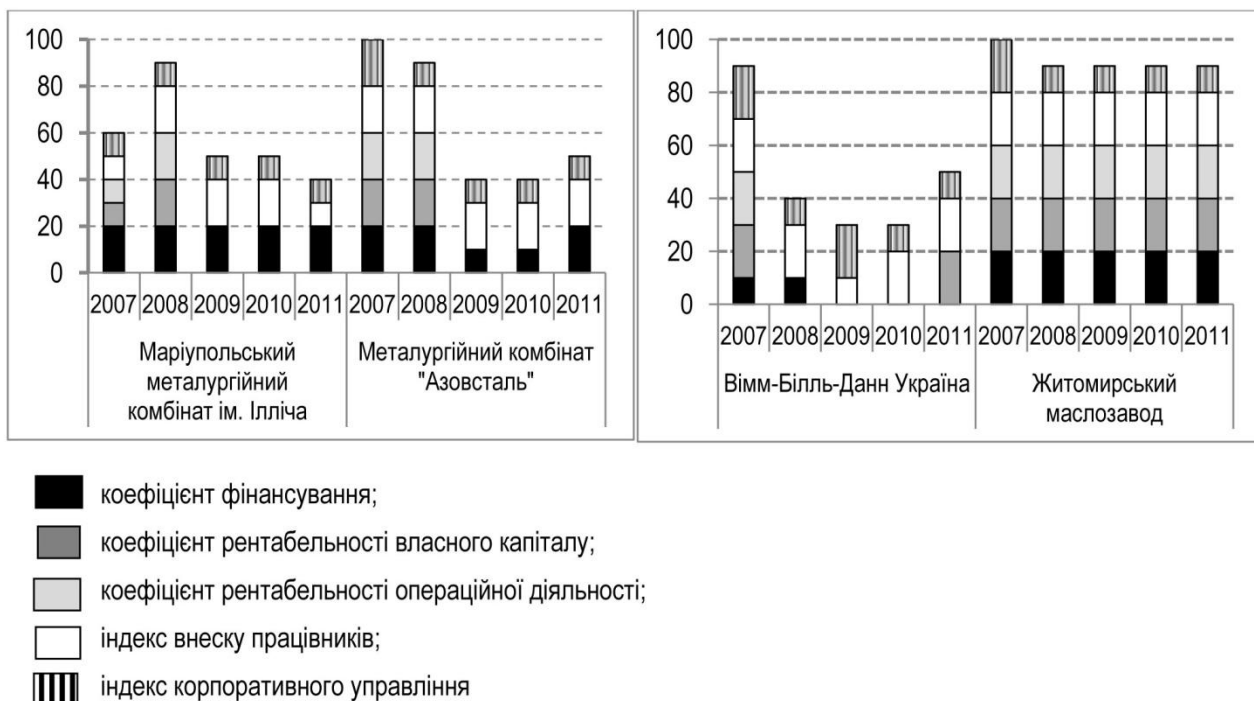 100
80
60
40
20
0
2007 2008 2009 2010 2011 2007 2008 2009 2010 2011
Маріупольський
металургійний
комбінат ім. Ілліча
Металургійний комбінат
"Азовсталь"
100
80
60
40
20
0
2007 2008 2009 2010 2011 2007 2008 2009 2010 2011
Вімм-Білль-Данн Україна
Житомирський
маслозавод
коефіцієнт фінансування;
коефіцієнт рентабельності власного капіталу;
коефіцієнт рентабельності операційної діяльності;
індекс внеску працівників;
індекс корпоративного управління